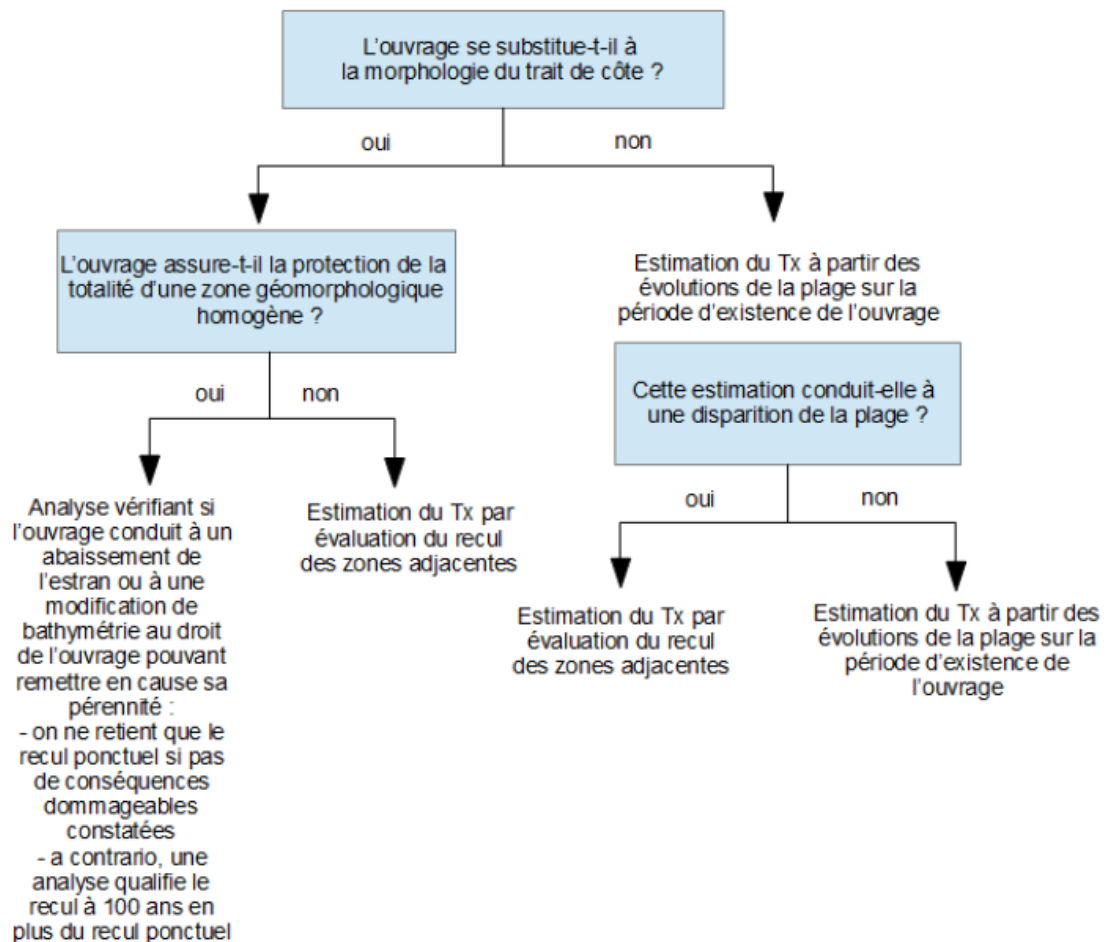 L'ouvrage se substitue-t-il à
la morphologie du trait de côte ?
oui
non
L'ouvrage assure-t-il la protection de la
totalité d'une zone géomorphologique
homogène ?
Estimation du Tx à partir des
évolutions de la plage sur la
période d'existence de l'ouvrage
Cette estimation conduit-elle à
une disparition de la plage ?
oui
non
oui
non
Analyse vérifiant si
l'ouvrage conduit à un
abaissement de
l'estran ou à une
modification de
bathymétrie au droit
de l'ouvrage pouvant
remettre en cause sa
pérennité :
- on ne retient que le
recul ponctuel si pas
de conséquences
dommageables
constatées
- a contrario, une
analyse qualifie le
recul à 100 ans en
plus du recul ponctuel
Estimation du Tx par
évaluation du recul
des zones adjacentes
Estimation du Tx par
évaluation du recul
des zones adjacentes
Estimation du Tx à partir des
évolutions de la plage sur la
période d'existence de
l'ouvrage